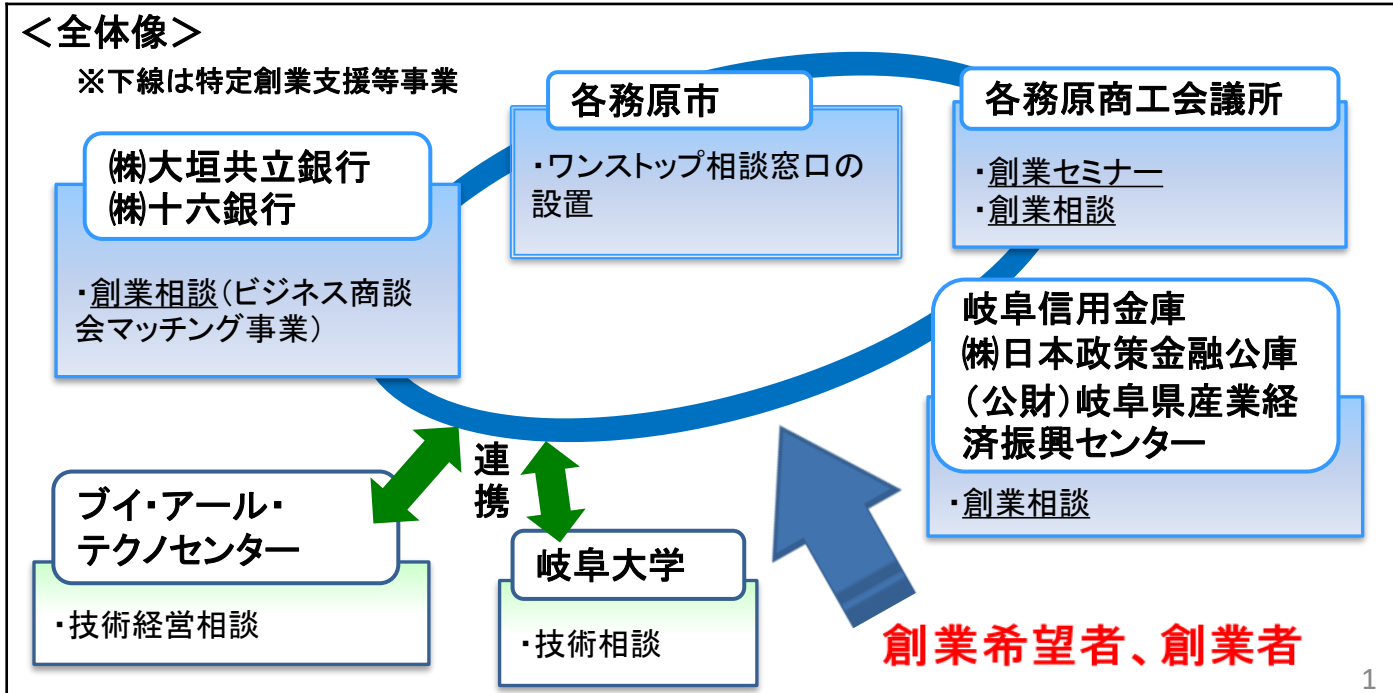 ＜全体像＞
※下線は特定創業支援等事業
㈱大垣共立銀行
㈱十六銀行
・創業相談（ビジネス商談
会マッチング事業）
各務原市
・ワンストップ相談窓口の
設置
各務原商工会議所
・創業セミナー
・創業相談
岐阜信用金庫
㈱日本政策金融公庫
（公財）岐阜県産業経
済振興センター
・創業相談
連
携
ブイ・アール・
テクノセンター
・技術経営相談
岐阜大学
・技術相談
創業希望者、創業者
1